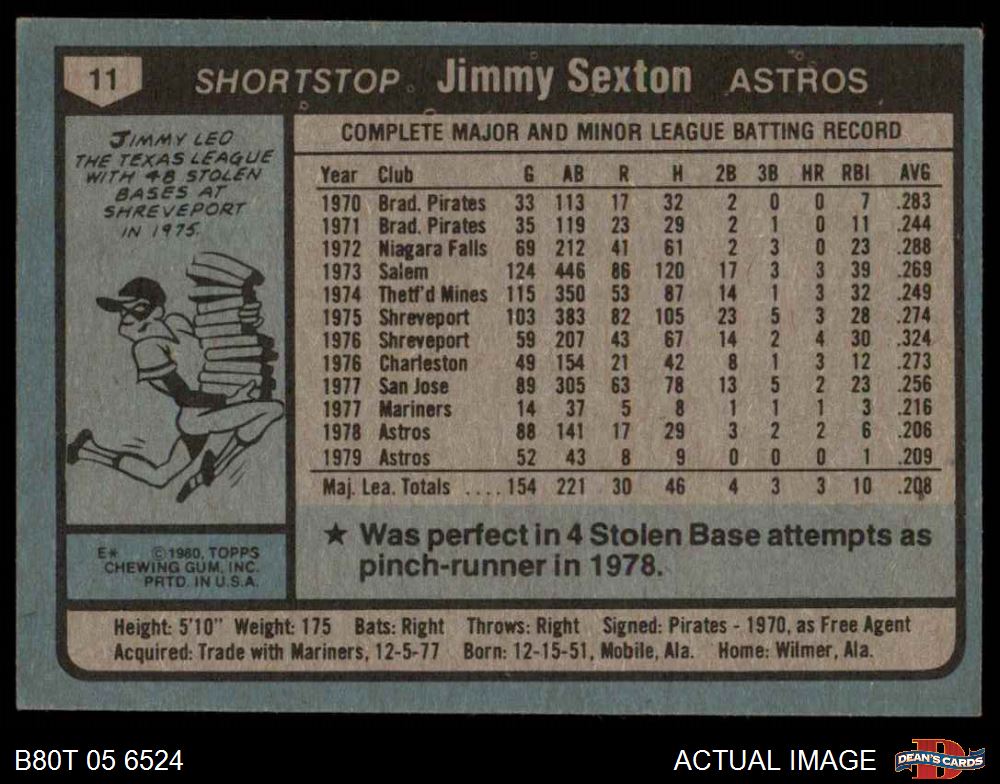 11 SHORTSTOP Jimmy Sexton ASTROS
JIMMY LED
THE TEXAS LEAGUE
WITH 48 STOLEN
BASES AT
SHREVEPORT
IN 1975.
COMPLETE MAJOR AND MINOR LEAGUE BATTING RECORD
Year Club G AB R H 2B 3B HR RBI AVG
1970 Brad. Pirates 33 113 17 32 2 0 0 7 .283
1971 Brad. Pirates 35 119 23 29 2 1 0 11 .244
1972 Niagara Falls 69 212 41 61 2 3 0 23 .288
1973 Salem 124 446 86 120 17 3 3 39 .269
1974 Thetf'd Mines 115 350 53 87 14 1 3 32 .249
1975 Shreveport 103 383 82 105 23 5 3 28 .274
1976 Shreveport 59 207 43 67 14 2 4 30 .324
1976 Charleston 49 154 21 42 8 1 3 12 .273
1977 San Jose 89 305 63 78 13 5 2 23 .256
1977 Mariners 14 37 5 8 1 1 1 3 .216
1978 Astros 88 141 17 29 3 2 2 6 .206
1979 Astros 52 43 8 9 0 0 0 1 .209
Maj. Lea. Totals .... 154 221 30 46 4 3 3 10 .208
★ Was perfect in 4 Stolen Base attempts as
pinch-runner in 1978.
E* © 1980, TOPPS
CHEWING GUM, INC.
PRTD. IN U.S.A.
Height: 5'10" Weight: 175 Bats: Right Throws: Right Signed: Pirates - 1970, as Free Agent
Acquired: Trade with Mariners, 12-5-77 Born: 12-15-51, Mobile, Ala. Home: Wilmer, Ala.
B80T 05 6524 ACTUAL IMAGE DEAN'S CARDS